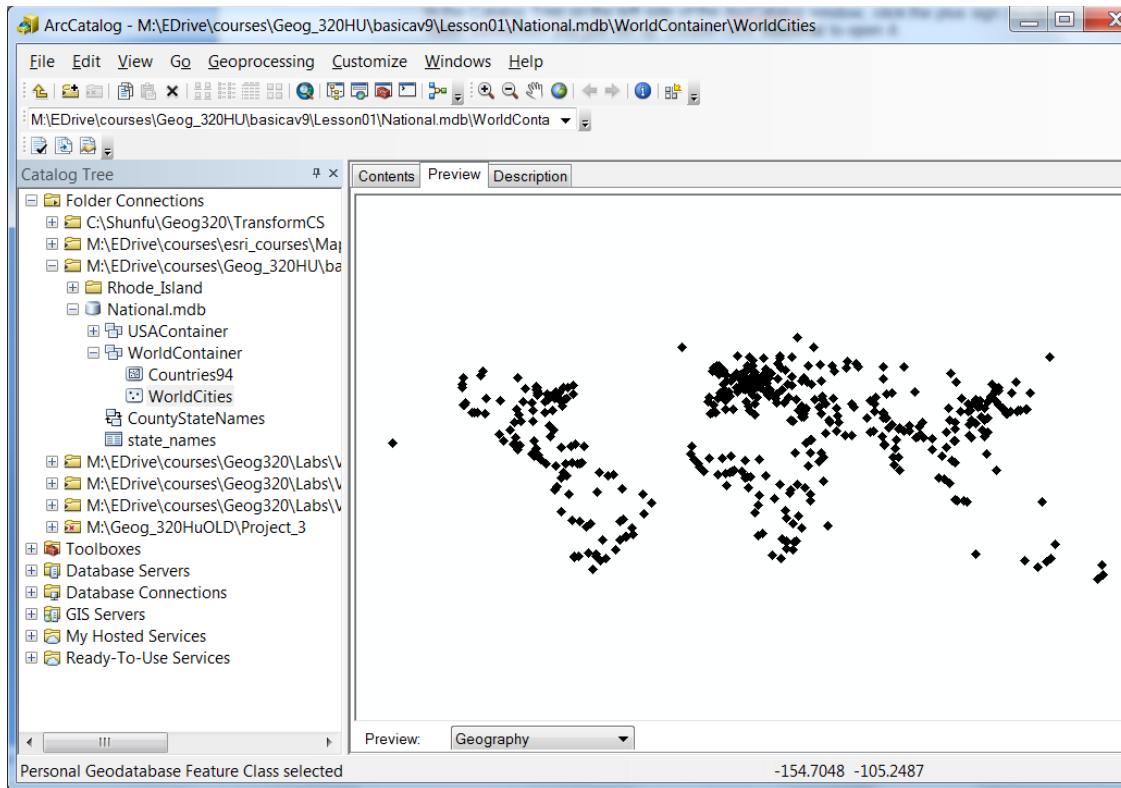 ArcCatalog - M:\EDrive\courses\Geog_320HU\basicav9\Lesson01\National.mdb\WorldContainer\WorldCities
File Edit View Go Geoprocessing Customize Windows Help
M:\EDrive\courses\Geog_320HU\basicav9\Lesson01\National.mdb\WorldConta
Catalog Tree
Contents Preview Description
Folder Connections
C:\Shunfu\Geog320\TransformCS
M:\EDrive\courses\esri_courses\Map
M:\EDrive\courses\Geog_320HU\ba
Rhode_Island
National.mdb
USAContainer
WorldContainer
Countries94
WorldCities
CountyStateNames
state_names
M:\EDrive\courses\Geog320\Labs\V
M:\EDrive\courses\Geog320\Labs\V
M:\EDrive\courses\Geog320\Labs\V
M:\Geog_320HuOLD\Project_3
Toolboxes
Database Servers
Database Connections
GIS Servers
My Hosted Services
Ready-To-Use Services
Preview: Geography
Personal Geodatabase Feature Class selected
-154.7048 -105.2487